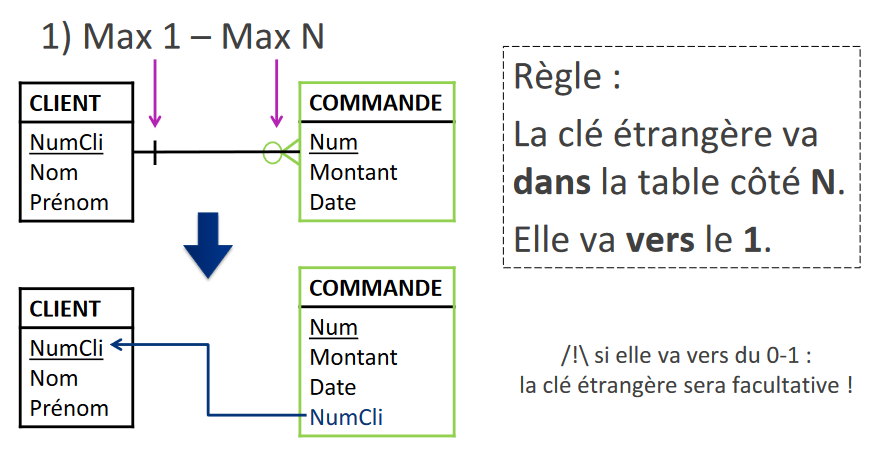 1) Max 1 – Max N
CLIENT
NumCli
Nom
Prénom
COMMANDE
Num
Montant
Date
CLIENT
NumCli
Nom
Prénom
COMMANDE
Num
Montant
Date
NumCli
Règle :
La clé étrangère va
dans la table côté N.
Elle va vers le 1.
/!\ si elle va vers du 0-1 :
la clé étrangère sera facultative !